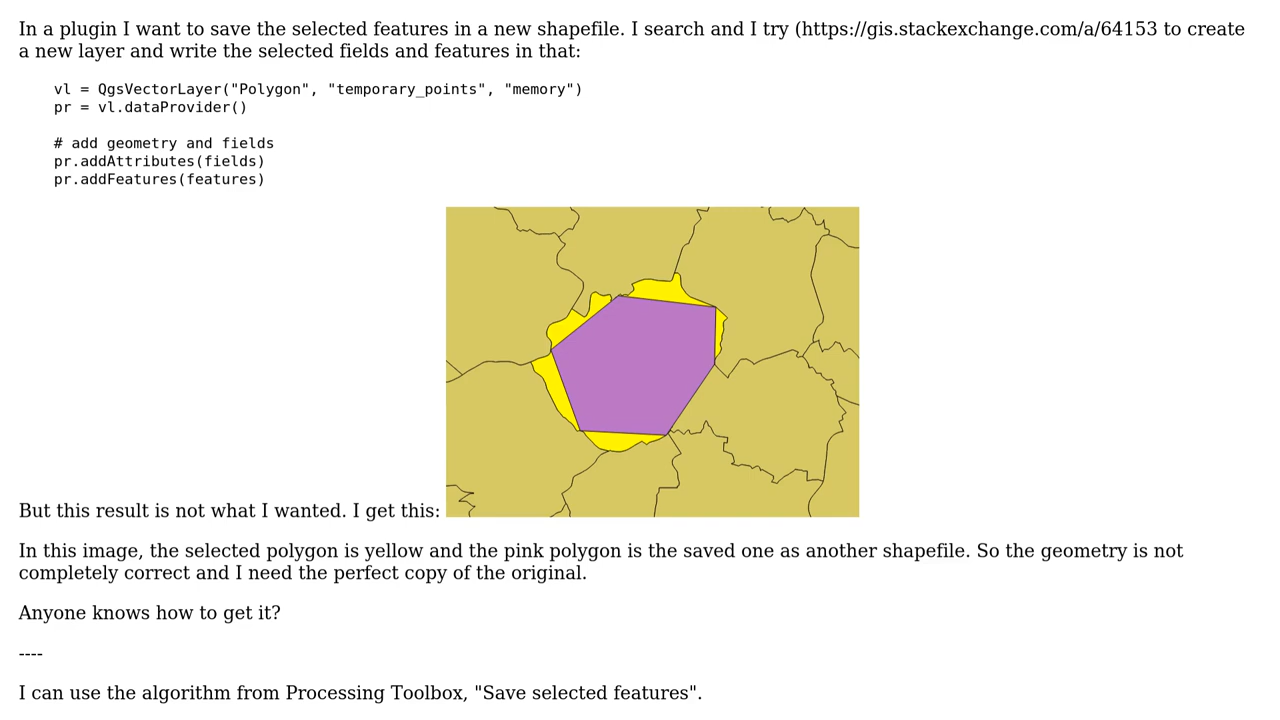 In a plugin I want to save the selected features in a new shapefile. I search and I try (https://gis.stackexchange.com/a/64153 to create
a new layer and write the selected fields and features in that:
vl = QgsVectorLayer("Polygon", "temporary_points", "memory")
pr = vl.dataProvider()
# add geometry and fields
pr.addAttributes(fields)
pr.addFeatures(features)
But this result is not what I wanted. I get this:
In this image, the selected polygon is yellow and the pink polygon is the saved one as another shapefile. So the geometry is not
completely correct and I need the perfect copy of the original.
Anyone knows how to get it?
----
I can use the algorithm from Processing Toolbox, "Save selected features".